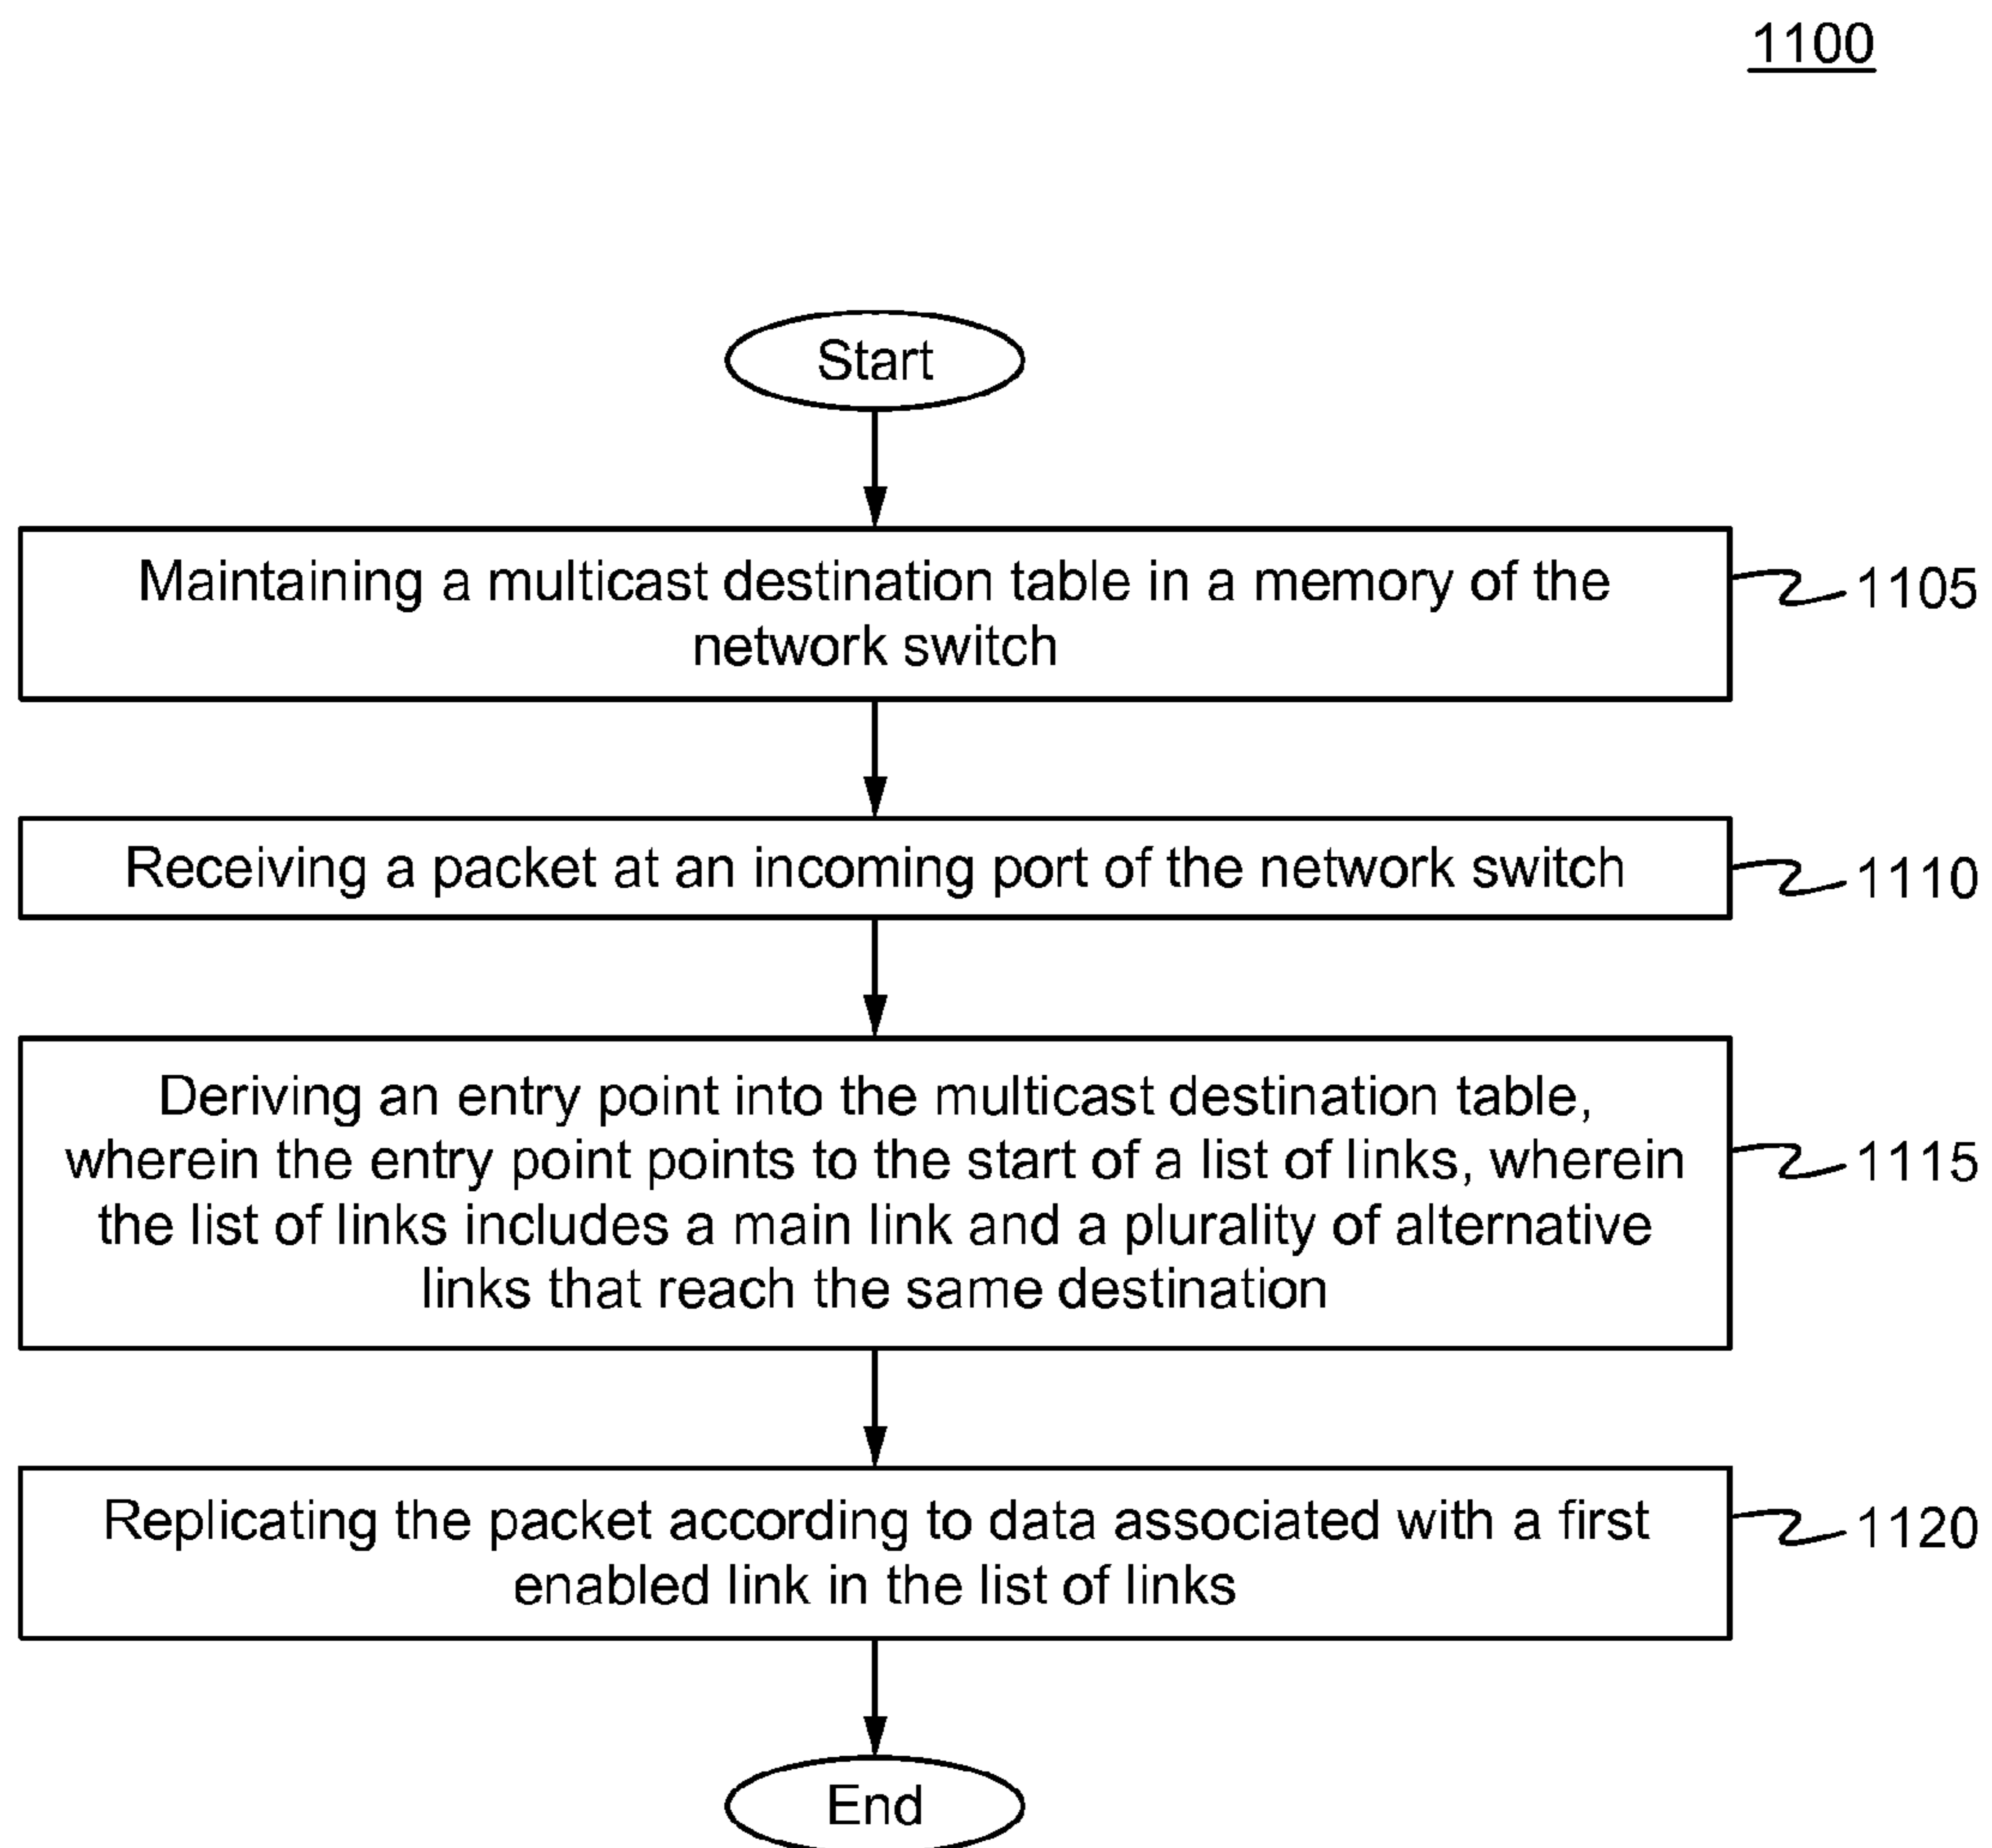 1100
Start
Maintaining a multicast destination table in a memory of the
network switch
1105
Receiving a packet at an incoming port of the network switch
1110
Deriving an entry point into the multicast destination table,
wherein the entry point points to the start of a list of links, wherein
the list of links includes a main link and a plurality of alternative
links that reach the same destination
1115
Replicating the packet according to data associated with a first
enabled link in the list of links
1120
End